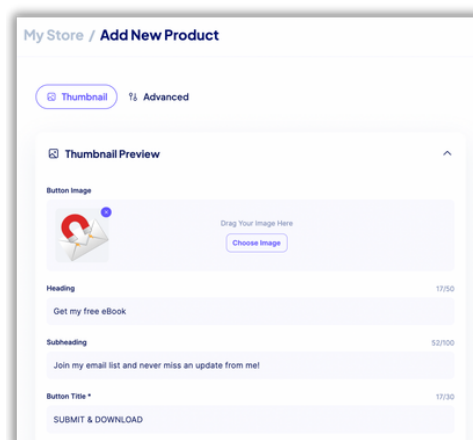 My Store / Add New Product
Thumbnail Advanced
Thumbnail Preview
Button Image
Drag Your Image Here
Choose Image
Heading 17/50
Get my free eBook
Subheading 52/100
Join my email list and never miss an update from me!
Button Title * 17/30
SUBMIT & DOWNLOAD